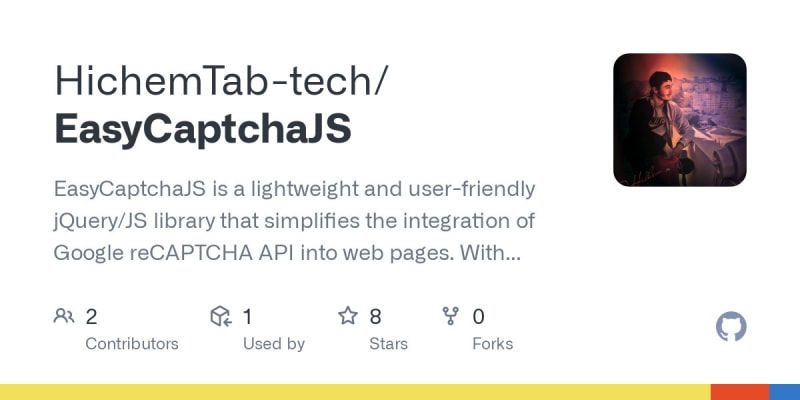 HichemTab-tech/
EasyCaptchaJS
EasyCaptchaJS is a lightweight and user-friendly
jQuery/JS library that simplifies the integration of
Google reCAPTCHA API into web pages. With...
2
Contributors
1
Used by
8
Stars
0
Forks